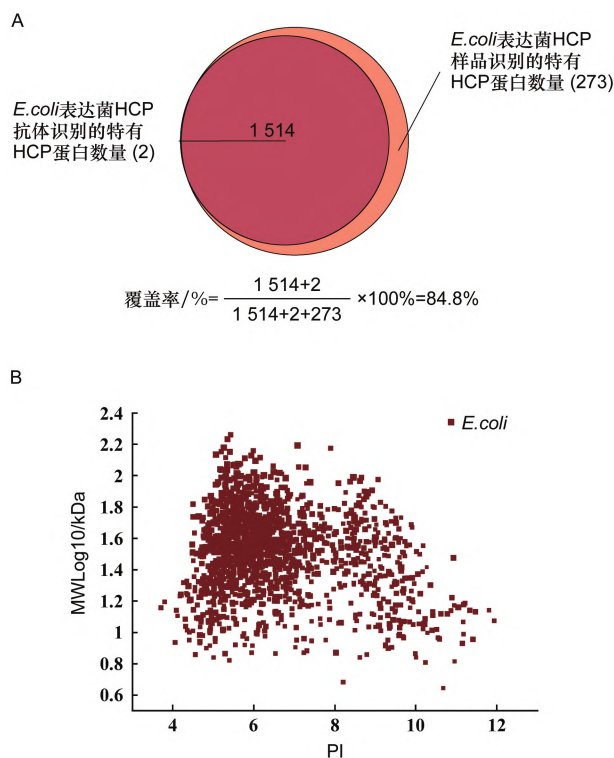 A
E.coli表达菌HCP
样品识别的特有
HCP蛋白数量 (273)
E.coli表达菌HCP
抗体识别的特有
HCP蛋白数量 (2)
1 514
覆盖率/%=
1 514+2
1 514+2+273
×100%=84.8%
B
E.coli
MWLog10/kDa
2.4
2.2
2
1.8
1.6
1.4
1.2
1
0.8
0.6
4 6 8 10 12
PI